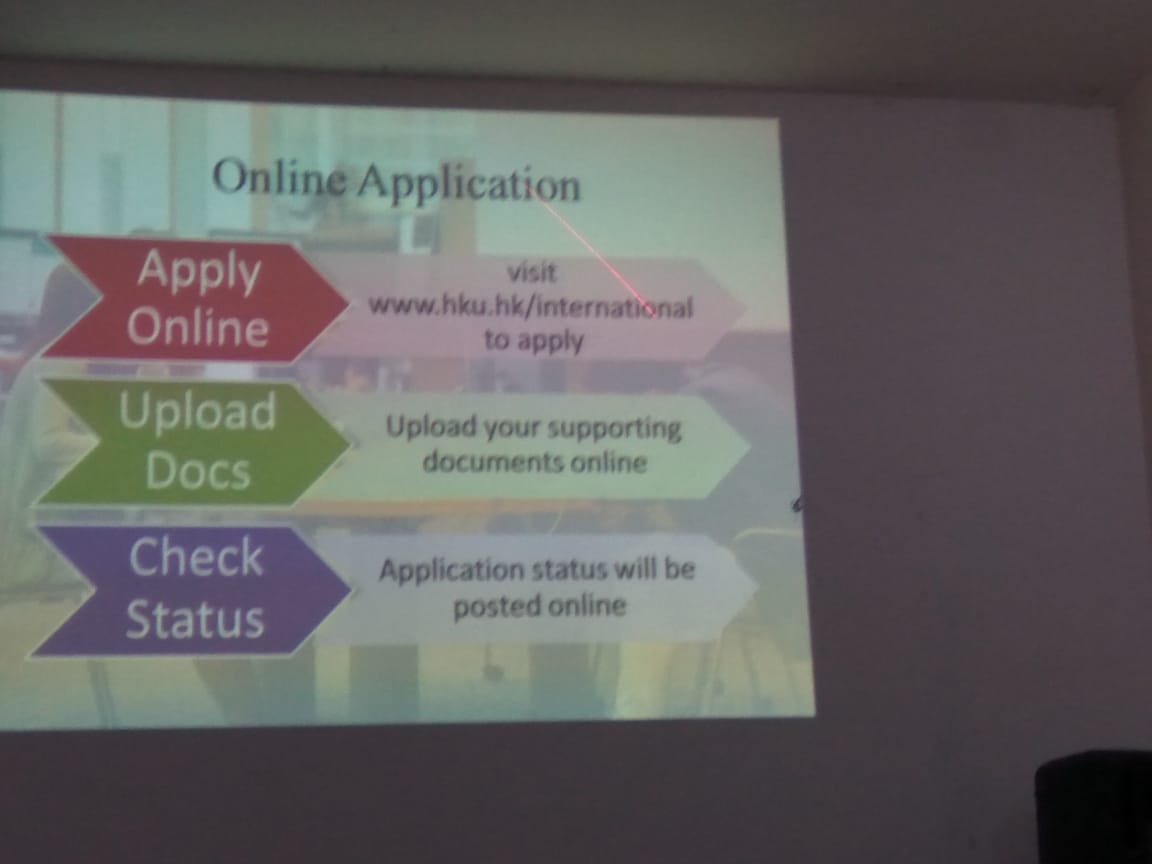 Online Application
Apply
Online
visit
www.hku.hk/international
to apply
Upload
Docs
Upload your supporting
documents online
Check
Status
Application status will be
posted online